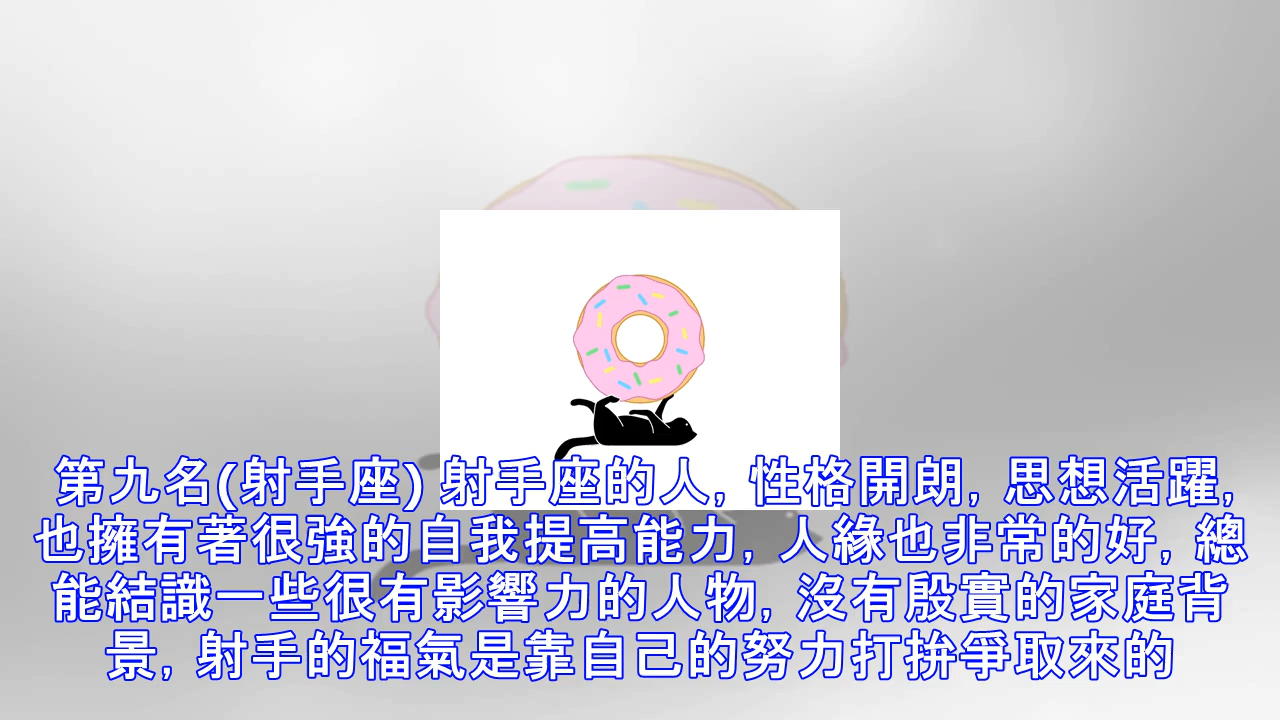 第九名(射手座) 射手座的人, 性格開朗, 思想活躍,
也擁有著很強的自我提高能力, 人緣也非常的好, 總
能結識一些很有影響力的人物, 沒有殷實的家庭背
景, 射手的福氣是靠自己的努力打拚爭取來的